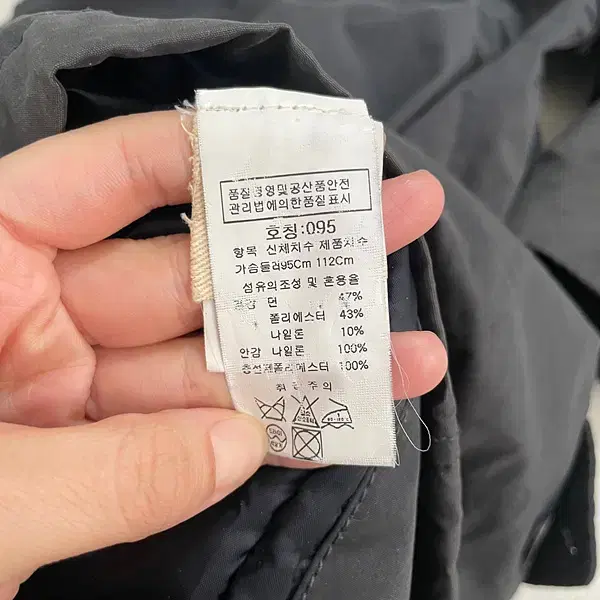 품질경영및공산품안전
관리법에의한품질표시
호칭:095
항목 신체치수 제품치수
가슴둘레95Cm 112Cm
섬유의조성 및 혼용율
겉감 면 47%
폴리에스터 43%
나일론 10%
안감 나일론 100%
충전재폴리에스터 100%
취급주의